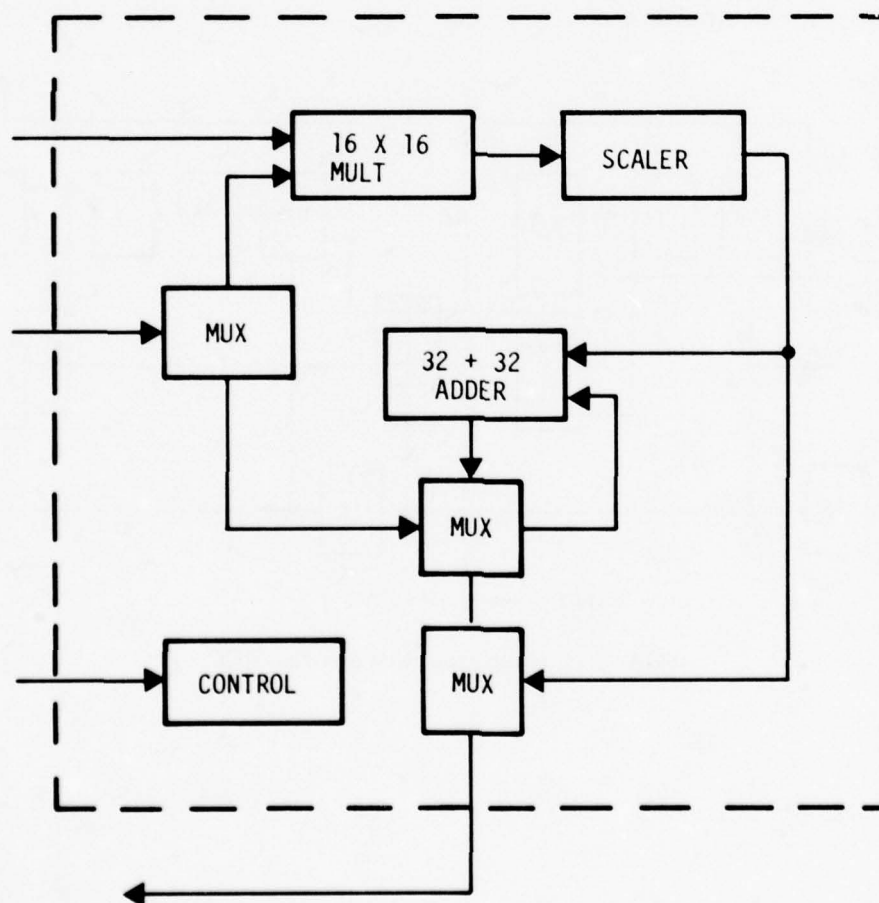 16 X 16
MULT
SCALER
MUX
32 + 32
ADDER
MUX
CONTROL
MUX